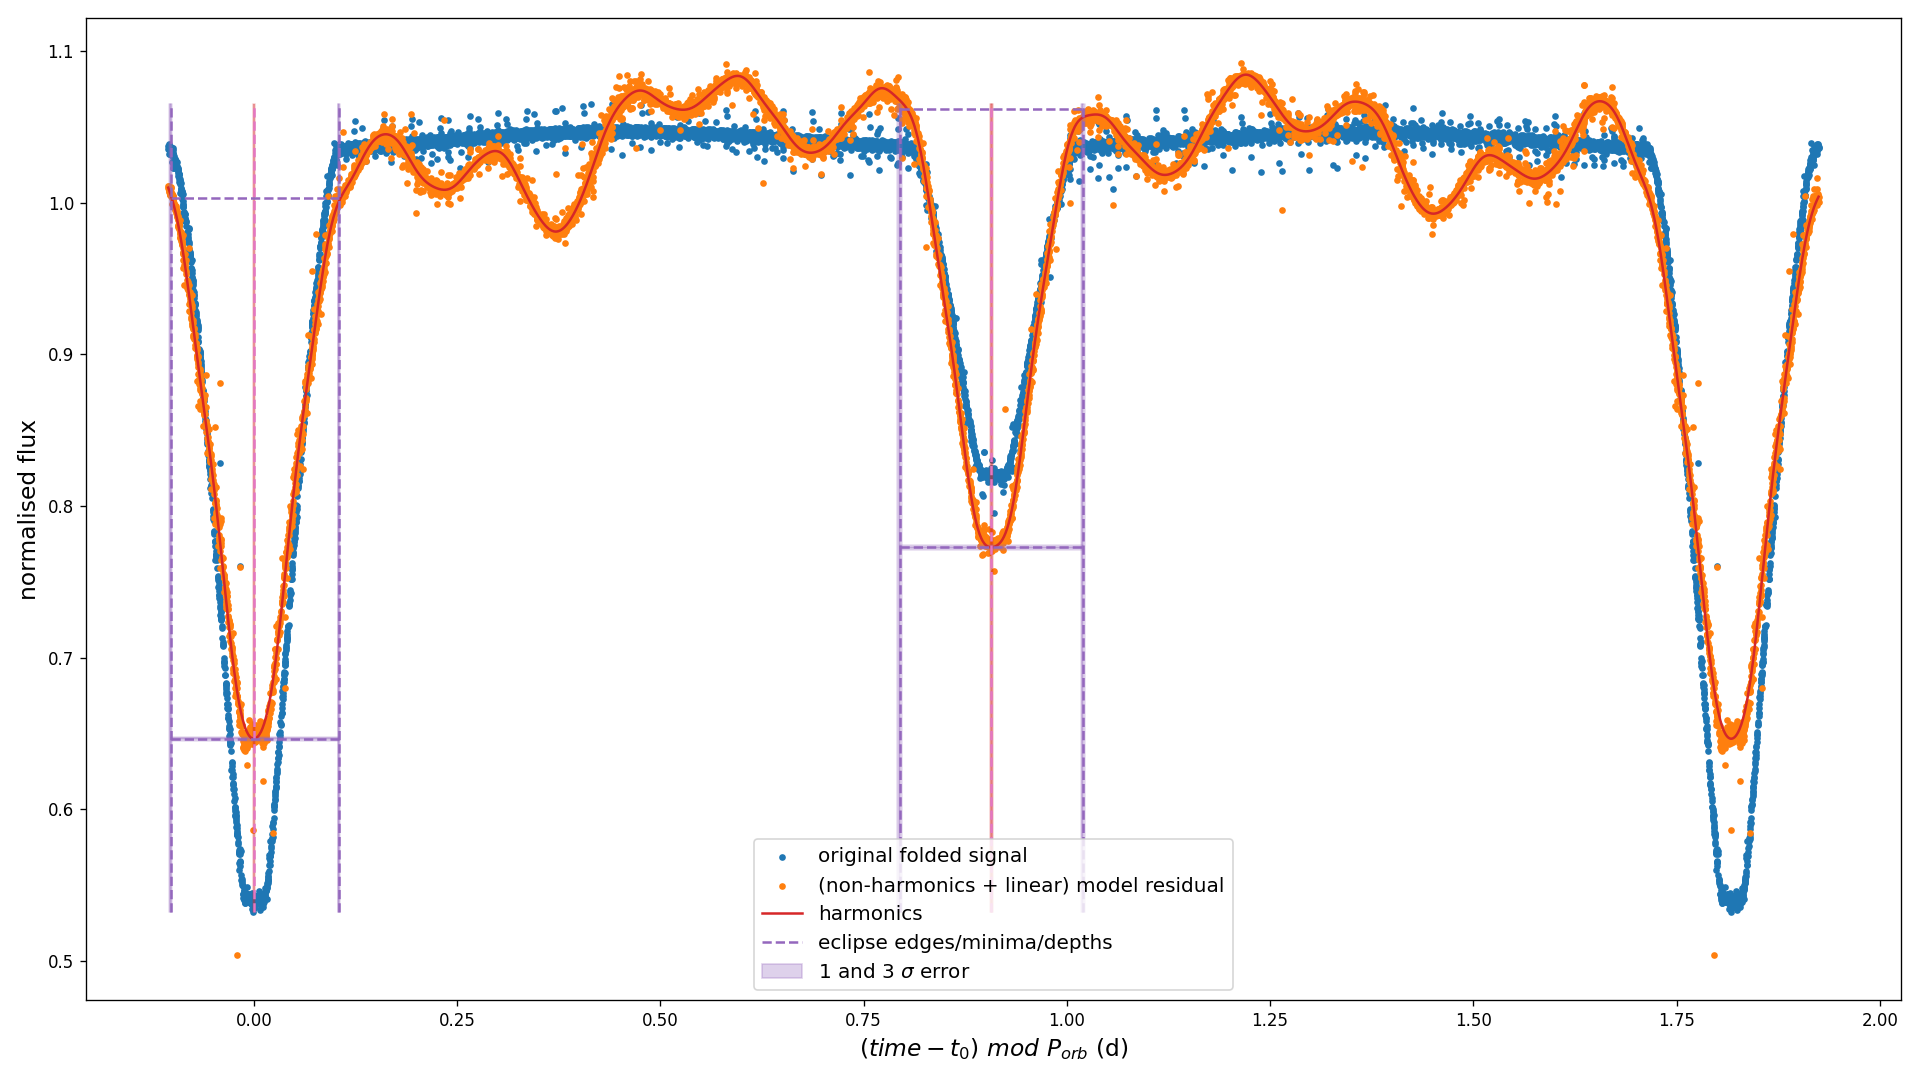 normalised flux
1.1
1.0
0.9
0.8
0.7
0.6
0.5
original folded signal
(non-harmonics + linear) model residual
harmonics
eclipse edges/minima/depths
1 and 3 σ error
0.00 0.25 0.50 0.75 1.00 1.25 1.50 1.75 2.00
(time − t₀) mod Pₒᵣb (d)